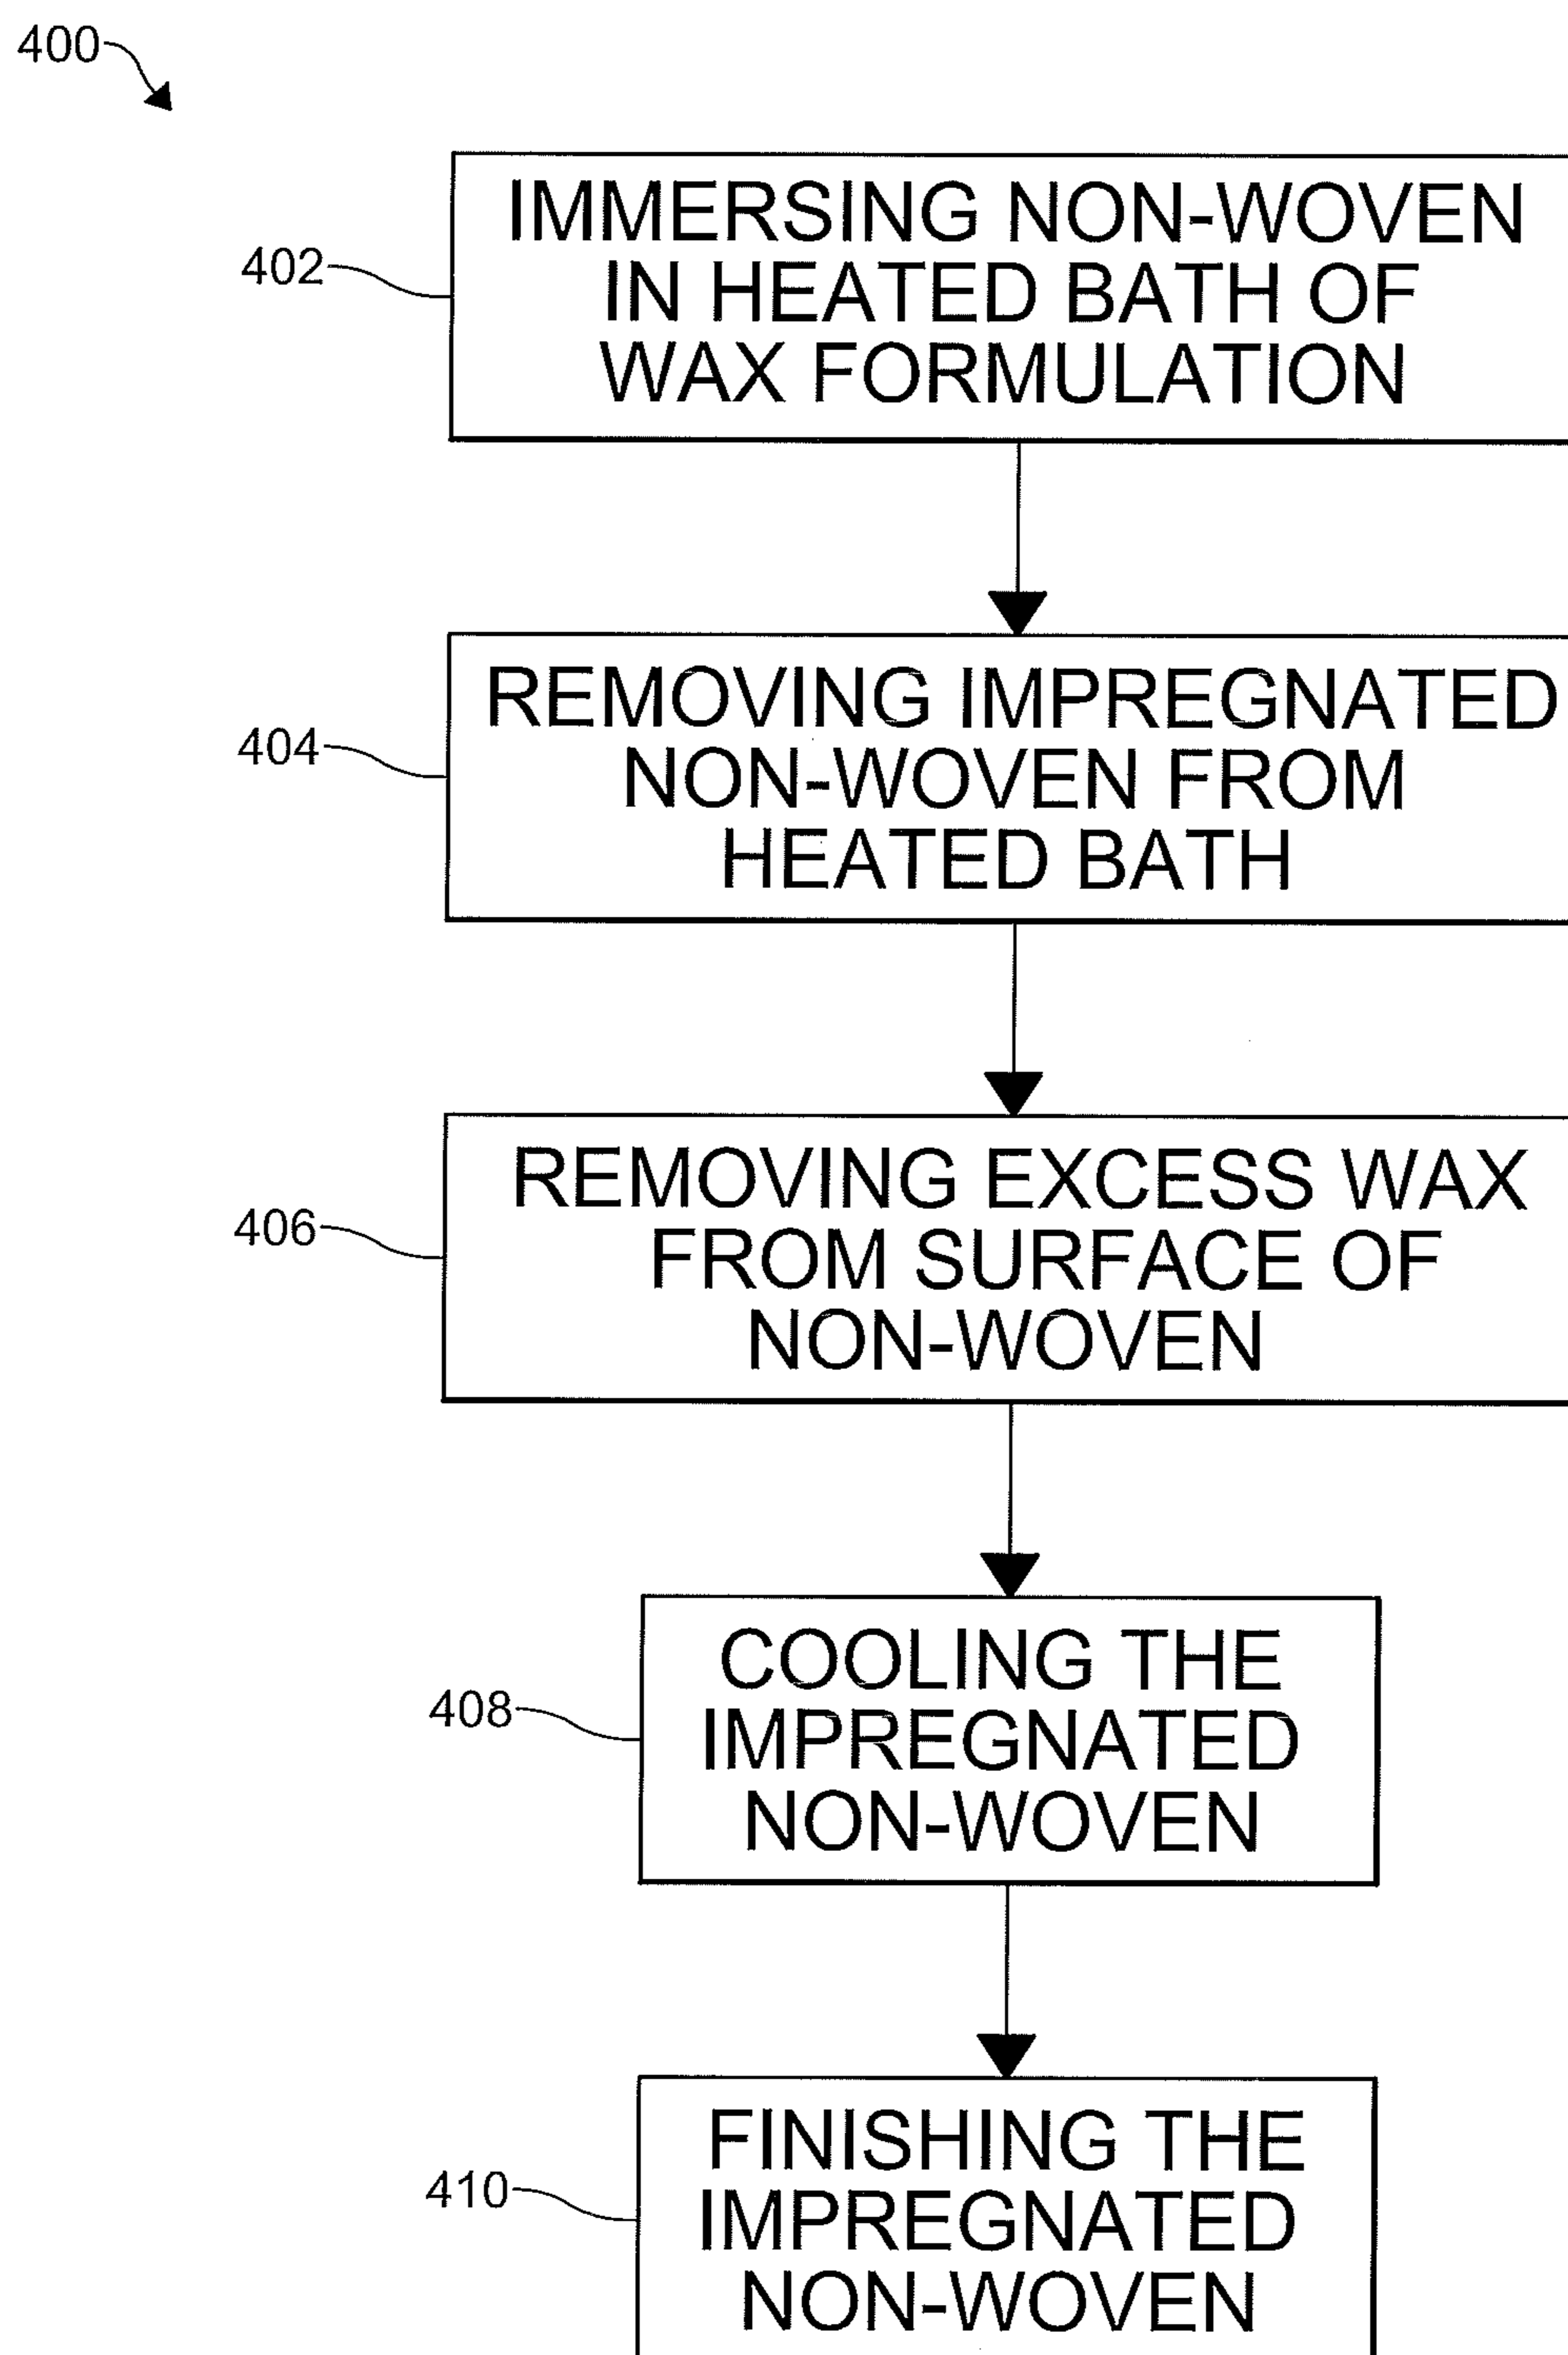 400
402
IMMERSING NON-WOVEN
IN HEATED BATH OF
WAX FORMULATION
404
REMOVING IMPREGNATED
NON-WOVEN FROM
HEATED BATH
406
REMOVING EXCESS WAX
FROM SURFACE OF
NON-WOVEN
408
COOLING THE
IMPREGNATED
NON-WOVEN
410
FINISHING THE
IMPREGNATED
NON-WOVEN